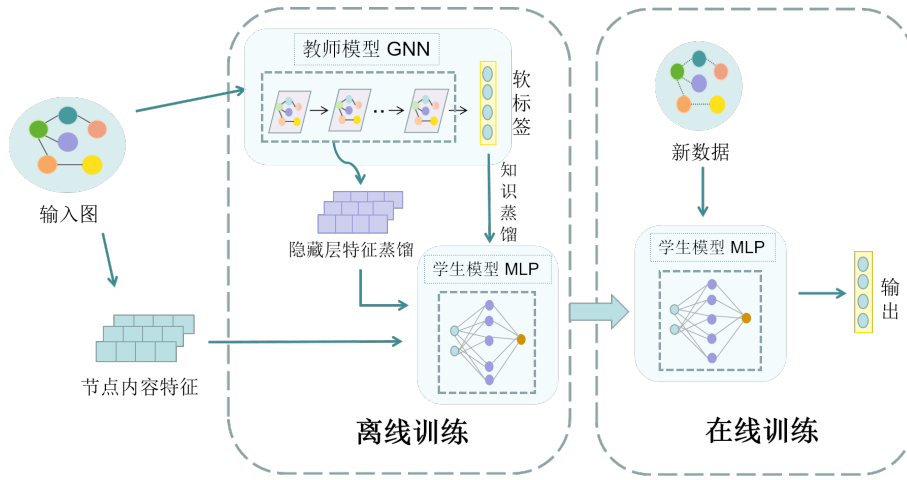 教师模型 GNN
软标签
输入图
知识蒸馏
隐藏层特征蒸馏
学生模型 MLP
节点内容特征
离线训练
新数据
学生模型 MLP
输出
在线训练